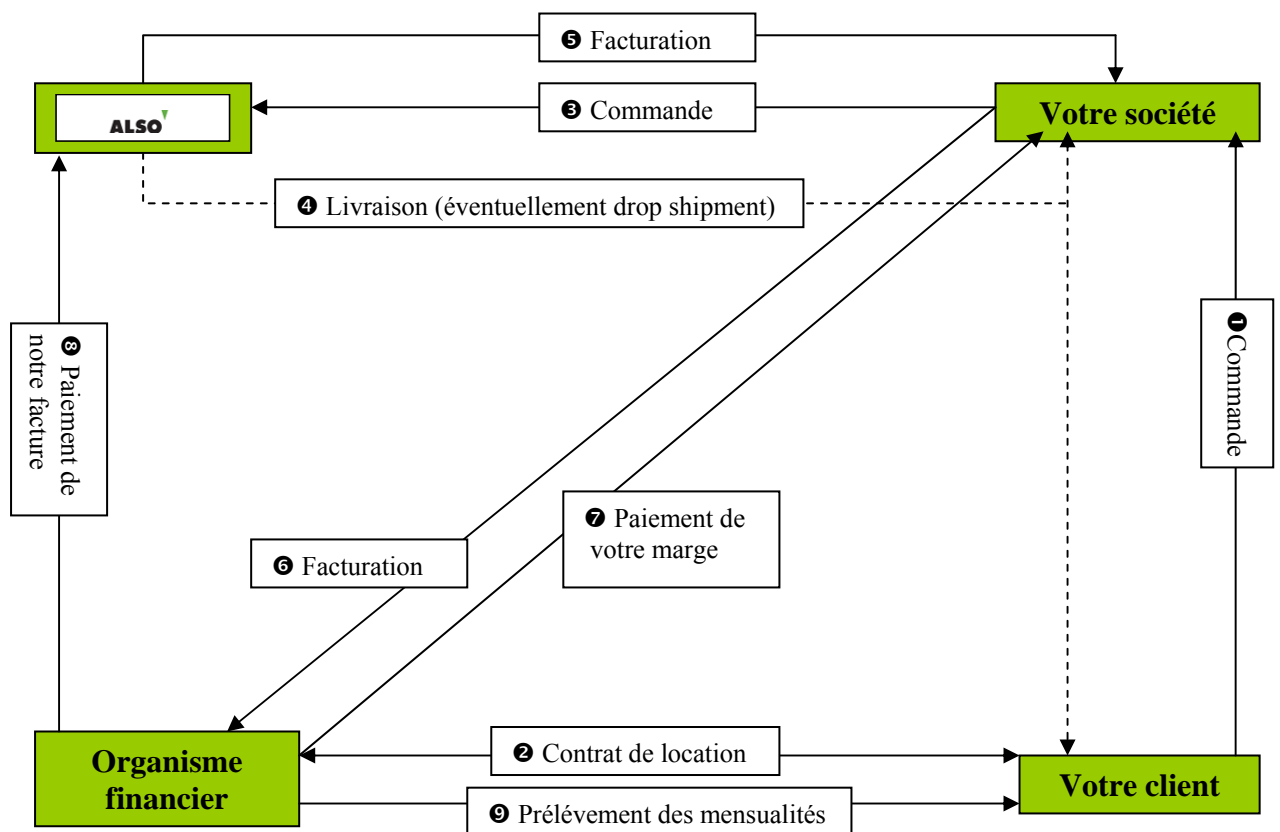 ❺ Facturation
ALSO
❸ Commande
Votre société
❹ Livraison (éventuellement drop shipment)
❽ Paiement de
notre facture
❶Commande
❼ Paiement de
votre marge
❻ Facturation
Organisme
financier
❷ Contrat de location
Votre client
❾ Prélévement des mensualités